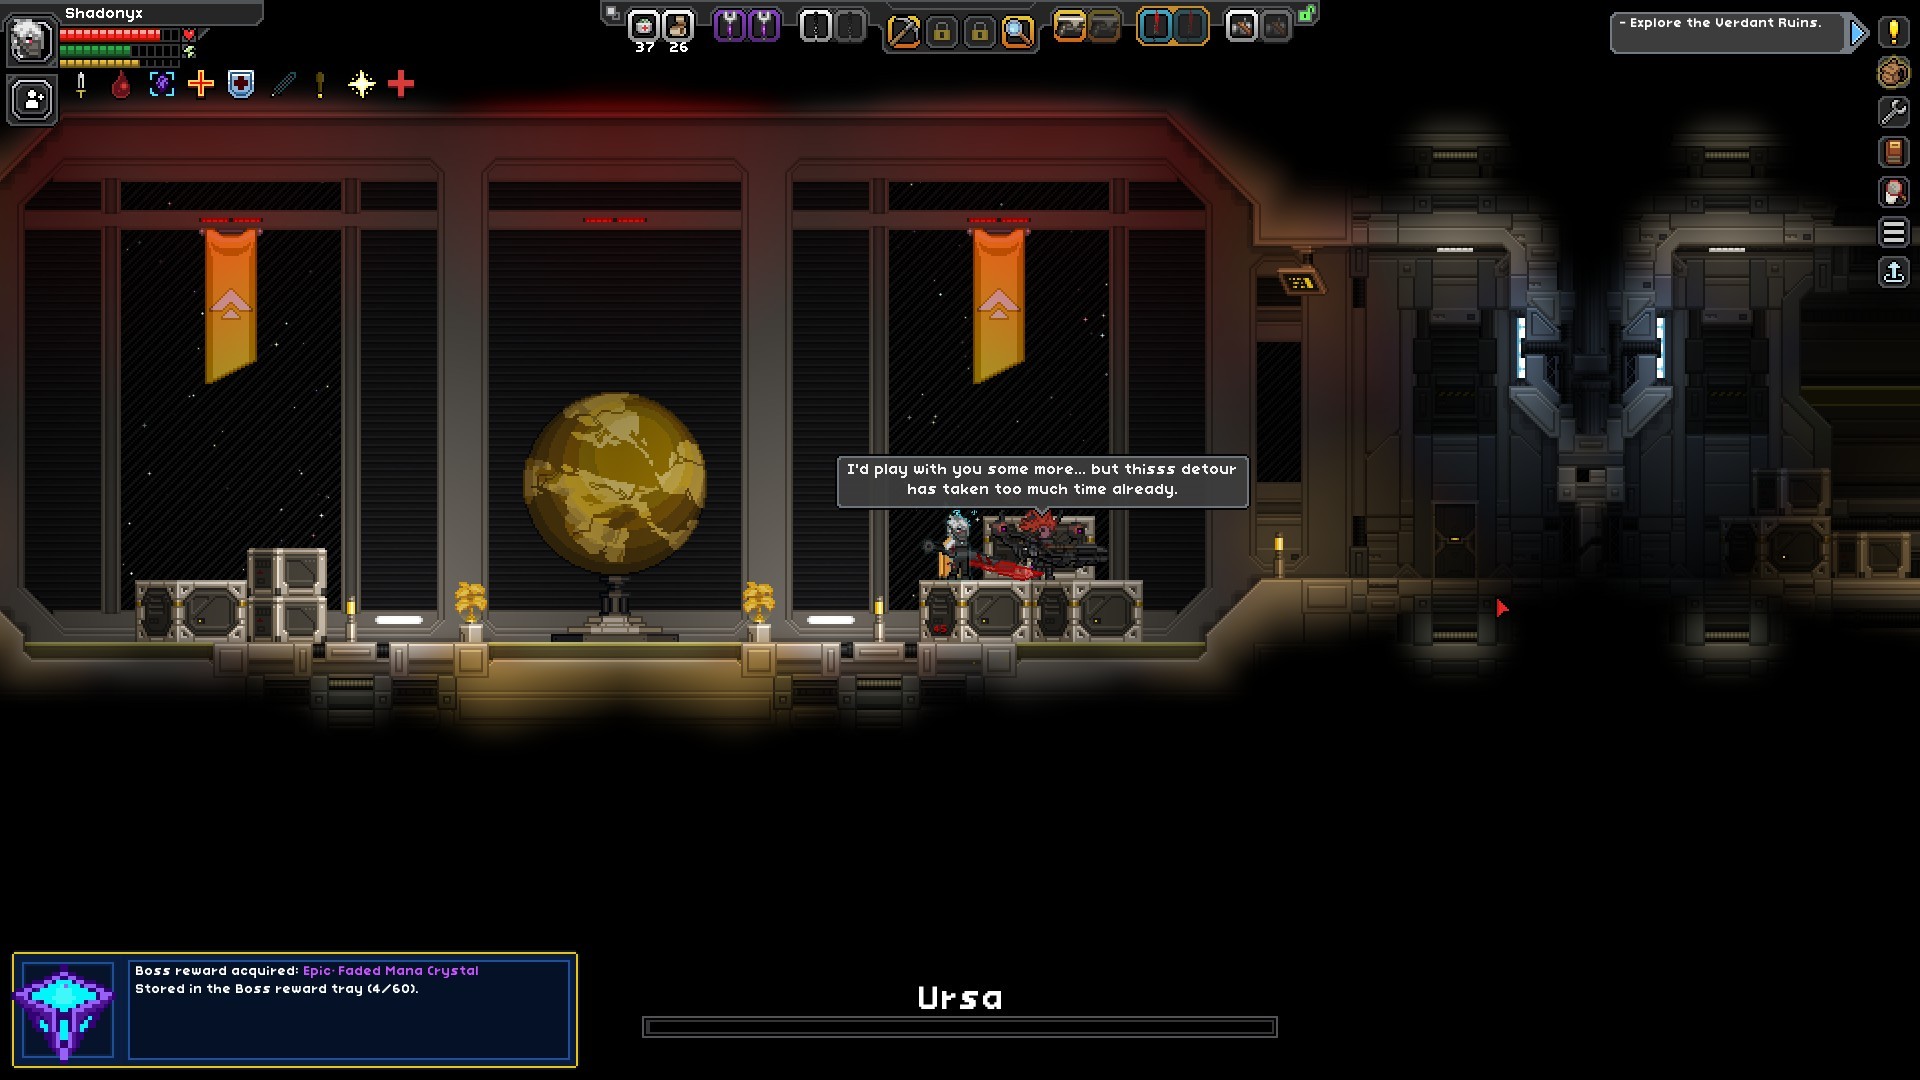 Shadonyx
37 26
- Explore the Verdant Ruins.
I'd play with you some more... but thisss detour
has taken too much time already.
45
Boss reward acquired: Epic Faded Mana Crystal
Stored in the Boss reward tray (4/60).
Ursa